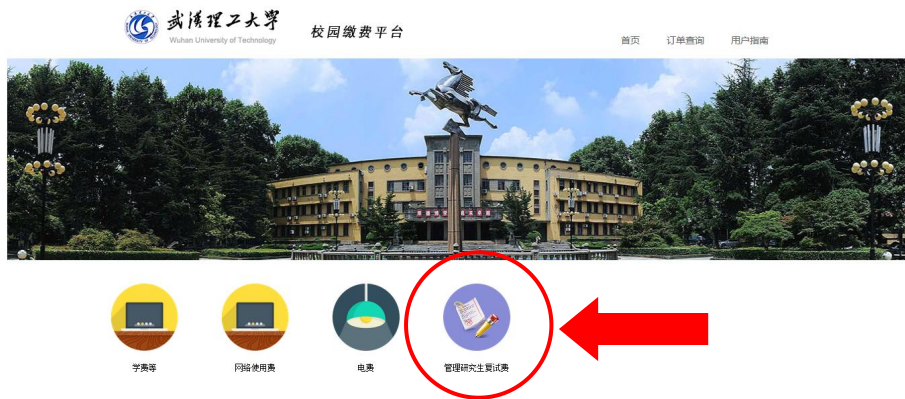 武汉理工大学
Wuhan University of Technology
校园缴费平台
首页 订单查询 用户指南
学费等 网络使用费 电费 管理研究生复试费